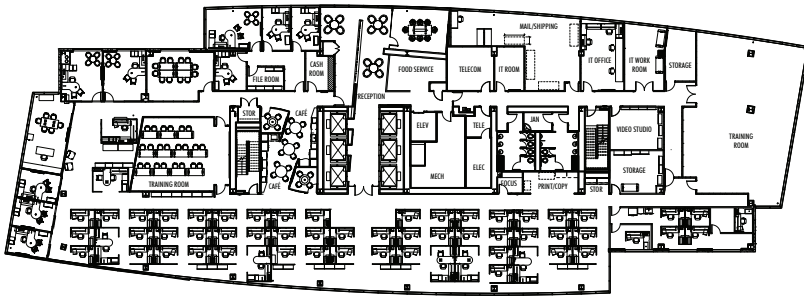 MAIL/SHIPPING
CASH
ROOM
FILE ROOM
FOOD SERVICE
TELECOM
IT ROOM
IT OFFICE
IT WORK
ROOM
STORAGE
RECEPTION
STOR
CAFÉ
ELEV
TELE
JAN
VIDEO STUDIO
TRAINING
ROOM
MECH
ELEC
STORAGE
TRAINING ROOM
CAFÉ
FOCUS
PRINT/COPY
STOR